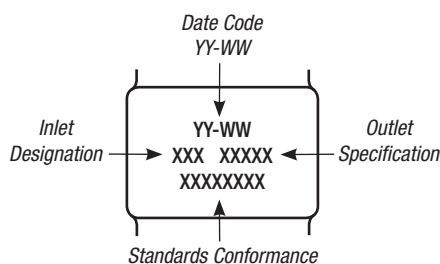 Date Code
YY-WW
YY-WW
Inlet
Designation
XXX XXXXX
Outlet
Specification
XXXXXXXX
Standards Conformance